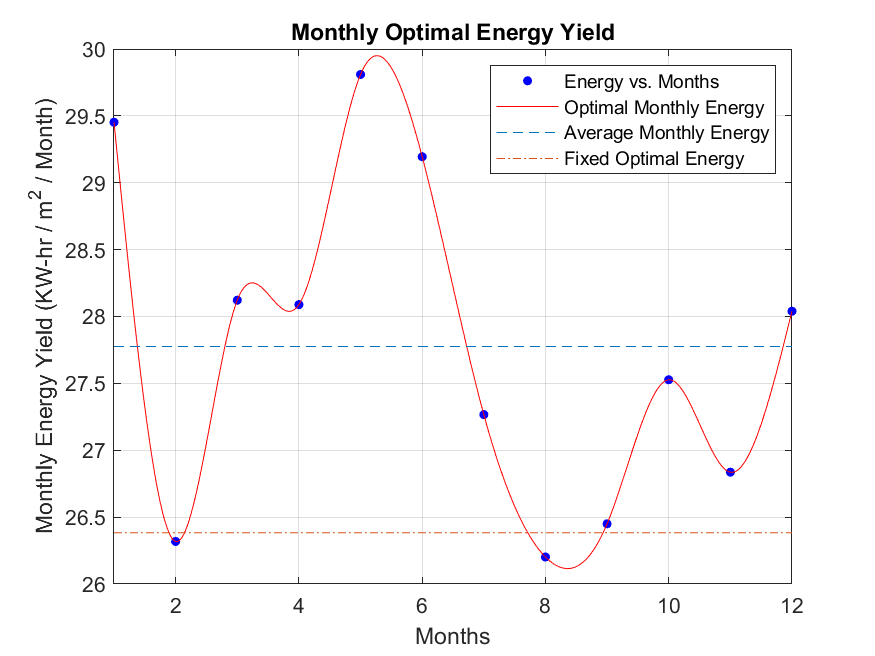 Monthly Optimal Energy Yield
Monthly Energy Yield (KW-hr / m² / Month)
30
29.5
29
28.5
28
27.5
27
26.5
26
Energy vs. Months
Optimal Monthly Energy
Average Monthly Energy
Fixed Optimal Energy
2 4 6 8 10 12
Months